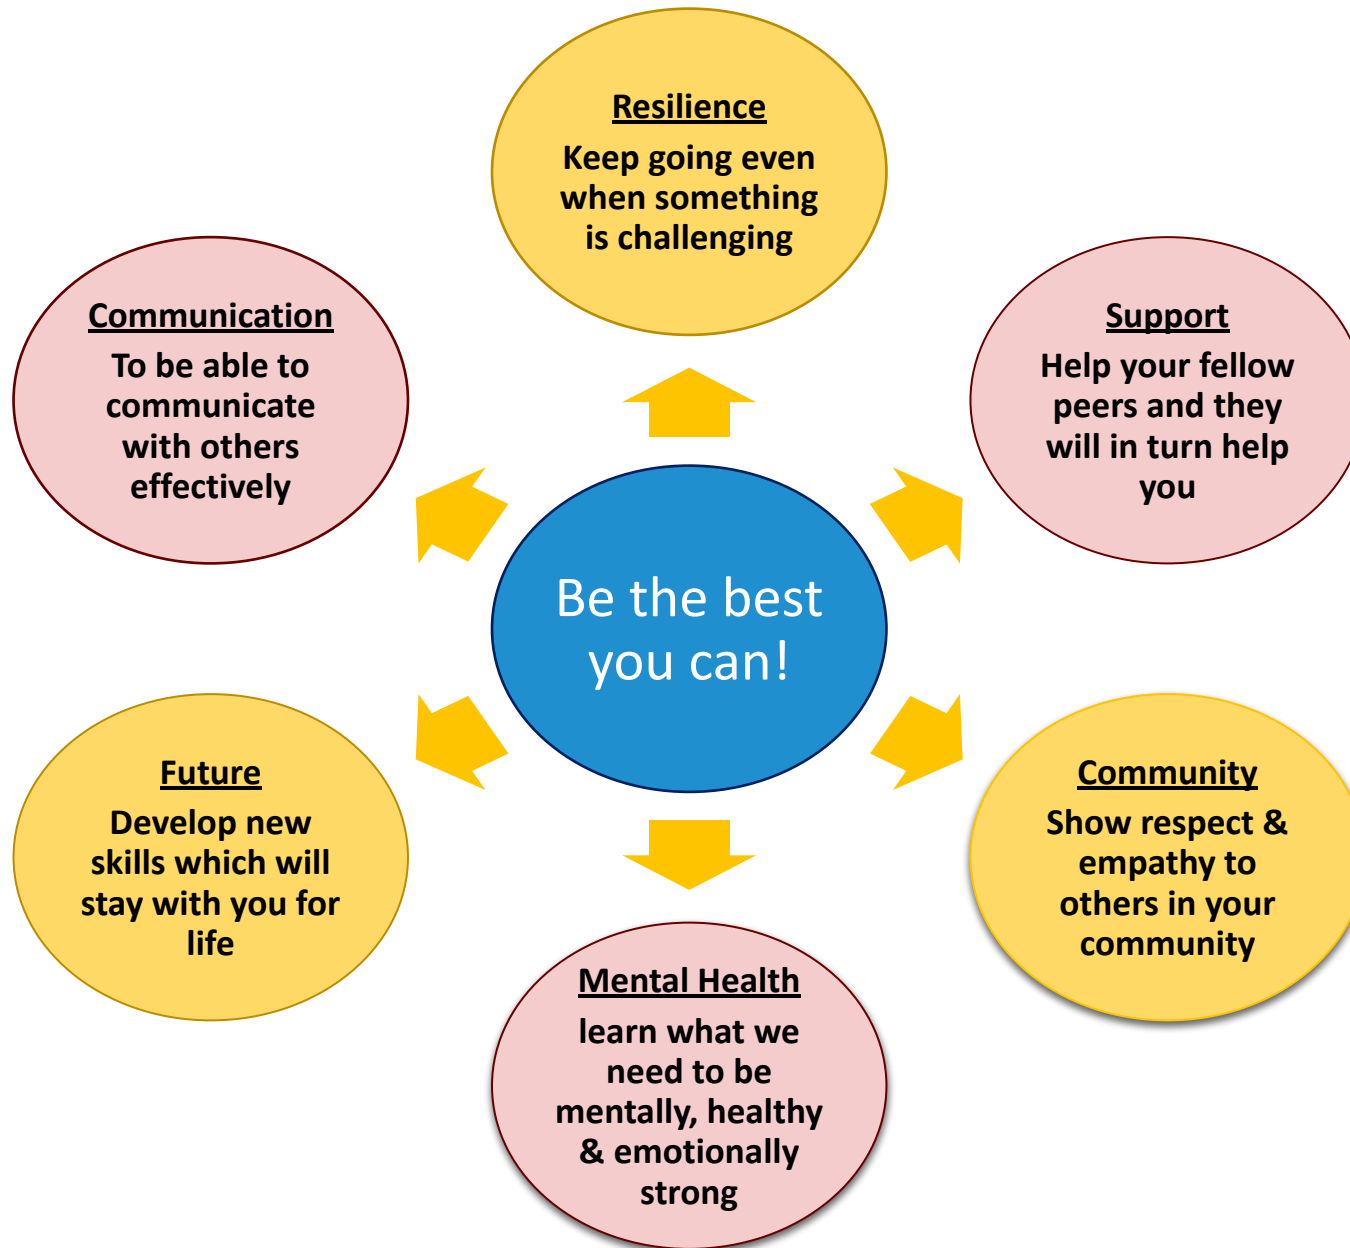 Resilience
Keep going even
when something
is challenging
Communication
To be able to
communicate
with others
effectively
Support
Help your fellow
peers and they
will in turn help
you
Be the best
you can!
Future
Develop new
skills which will
stay with you for
life
Community
Show respect &
empathy to
others in your
community
Mental Health
learn what we
need to be
mentally, healthy
& emotionally
strong